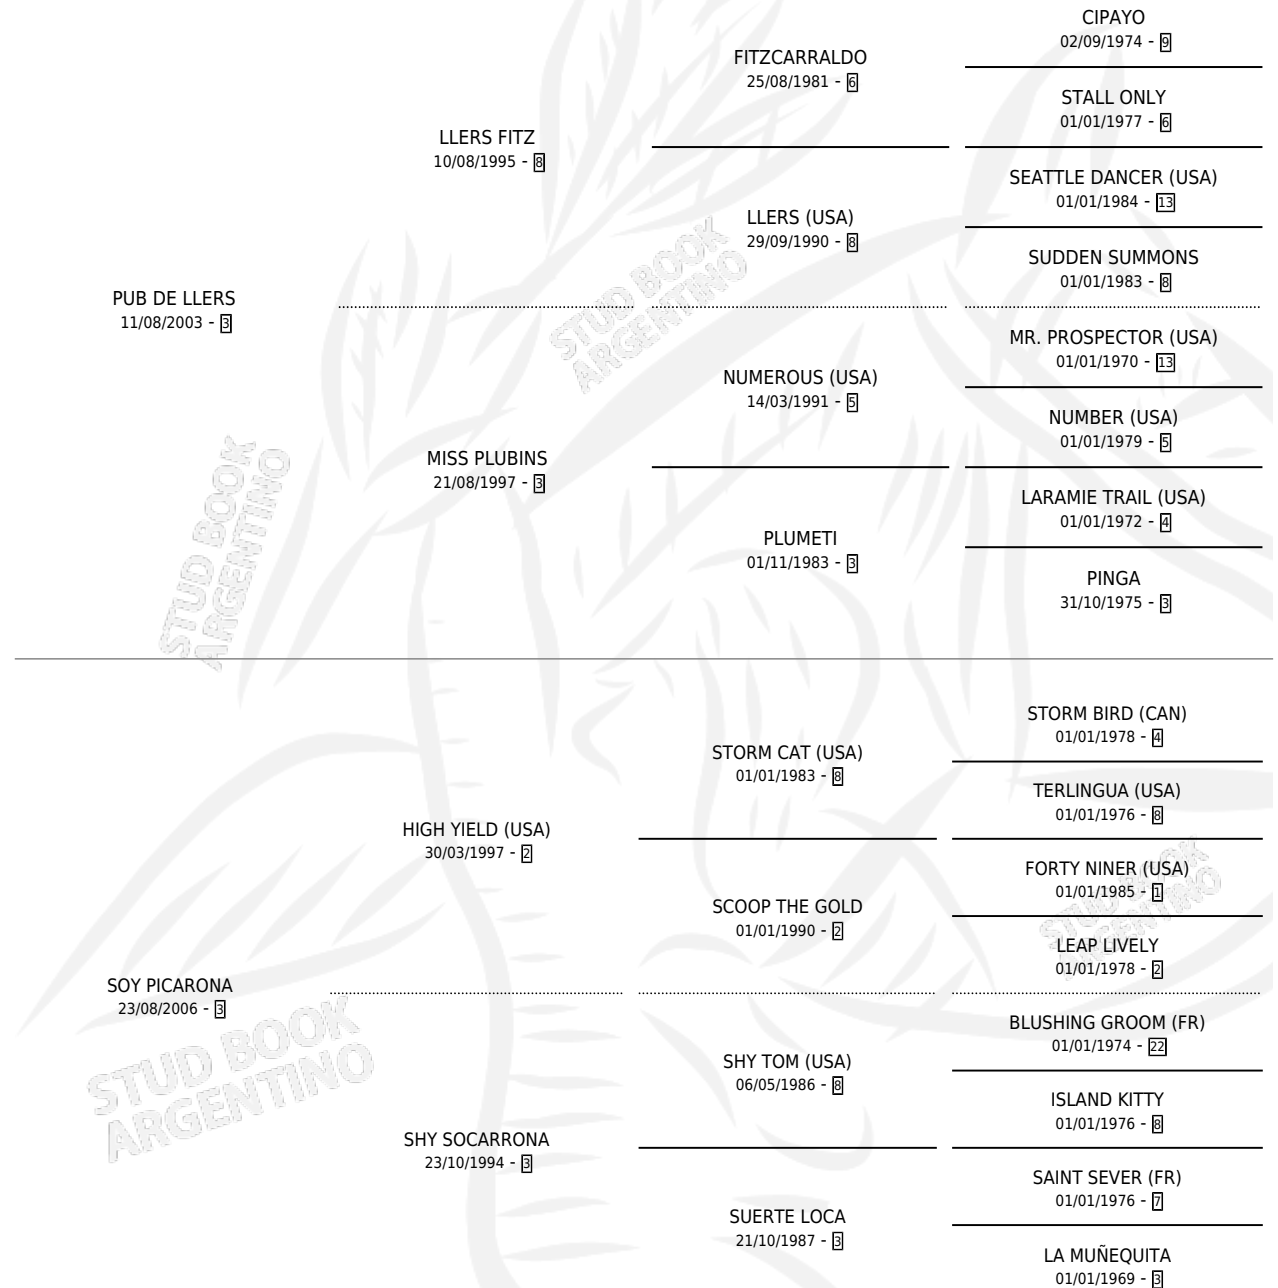 CIPAYO
02/09/1974 - 9
FITZCARRALDO
25/08/1981 - 6
STALL ONLY
01/01/1977 - 6
LLERS FITZ
10/08/1995 - 8
SEATTLE DANCER (USA)
01/01/1984 - 13
LLERS (USA)
29/09/1990 - 8
SUDDEN SUMMONS
01/01/1983 - 8
PUB DE LLERS
11/08/2003 - 3
MR. PROSPECTOR (USA)
01/01/1970 - 13
NUMEROUS (USA)
14/03/1991 - 5
NUMBER (USA)
01/01/1979 - 5
MISS PLUBINS
21/08/1997 - 3
LARAMIE TRAIL (USA)
01/01/1972 - 4
PLUMETI
01/11/1983 - 3
PINGA
31/10/1975 - 3
STORM BIRD (CAN)
01/01/1978 - 4
STORM CAT (USA)
01/01/1983 - 8
TERLINGUA (USA)
01/01/1976 - 8
HIGH YIELD (USA)
30/03/1997 - 2
FORTY NINER (USA)
01/01/1985 - 1
SCOOP THE GOLD
01/01/1990 - 2
LEAP LIVELY
01/01/1978 - 2
SOY PICARONA
23/08/2006 - 3
BLUSHING GROOM (FR)
01/01/1974 - 22
SHY TOM (USA)
06/05/1986 - 8
ISLAND KITTY
01/01/1976 - 8
SHY SOCARRONA
23/10/1994 - 3
SAINT SEVER (FR)
01/01/1976 - 7
SUERTE LOCA
21/10/1987 - 3
LA MUÑEQUITA
01/01/1969 - 3
STUD BOOK
ARGENTINO
STUD BOOK
ARGENTINO
STUD BOOK
ARGENTINO
STUD BOOK
ARGENTINO